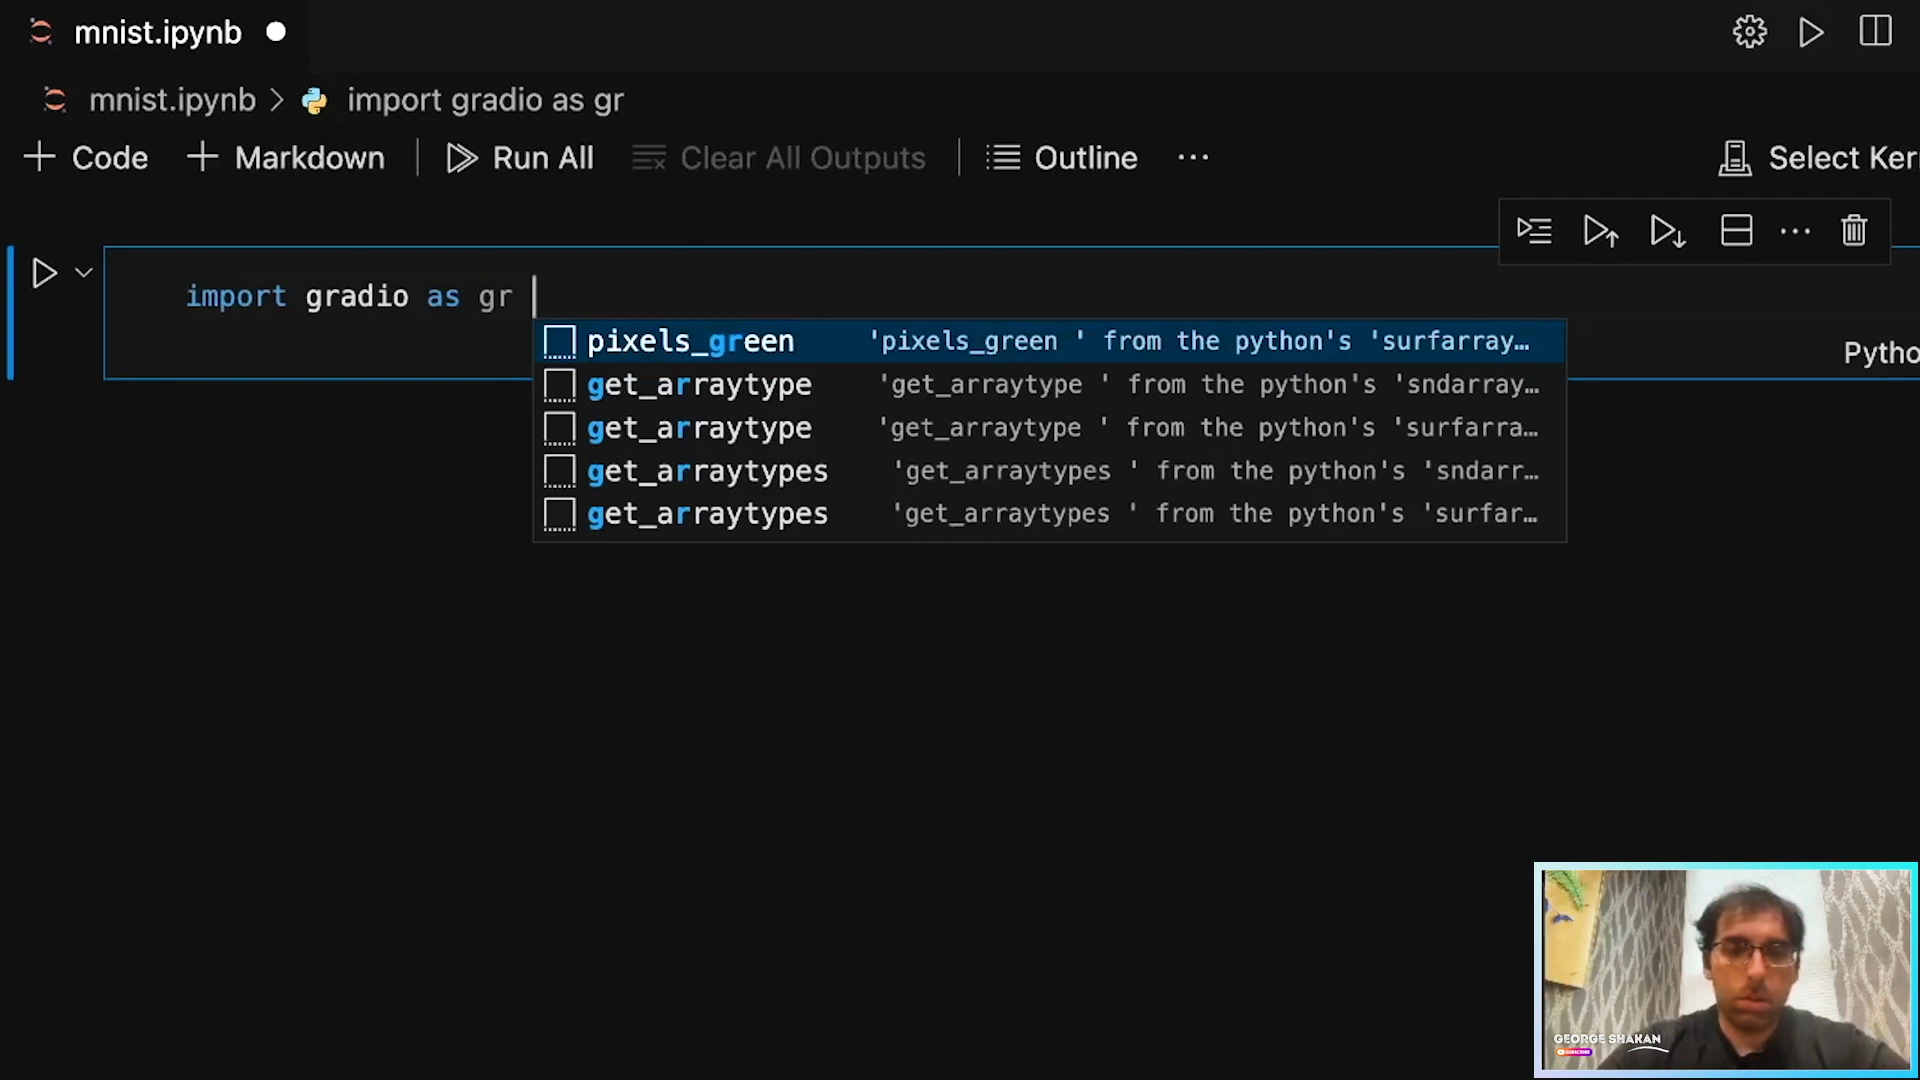 mnist.ipynb
mnist.ipynb > import gradio as gr
Code Markdown Run All Clear All Outputs Outline ... Select Ker
import gradio as gr
pixels_green 'pixels_green ' from the python's 'surfarray…
get_arraytype 'get_arraytype ' from the python's 'sndarray…
get_arraytype 'get_arraytype ' from the python's 'surfarra…
get_arraytypes 'get_arraytypes ' from the python's 'sndarr…
get_arraytypes 'get_arraytypes ' from the python's 'surfar…
Pytho
GEORGE SHAKAN
SUBSCRIBE